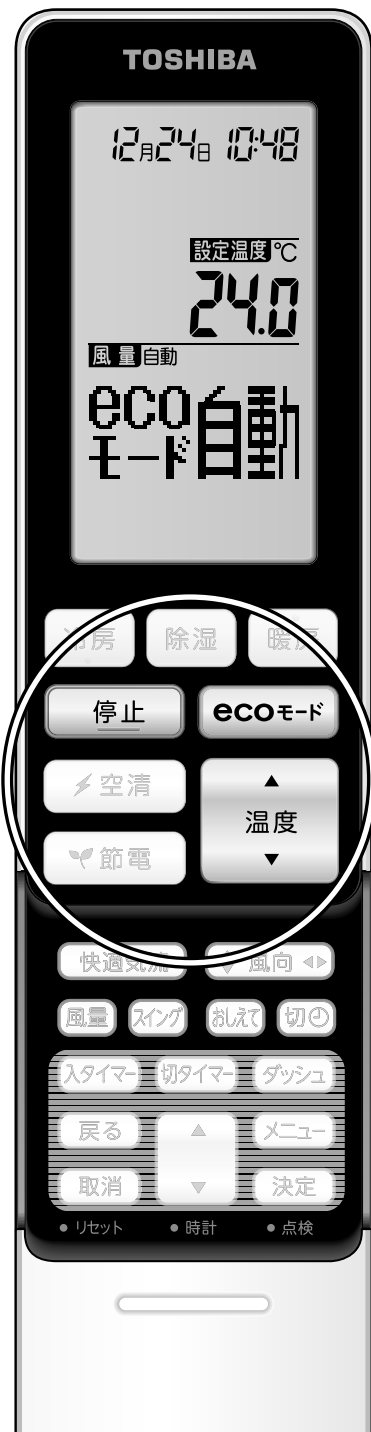 TOSHIBA
12月24日 10:48
設定温度 ℃
24.0
風量 自動
ecoモード自動
冷房 除湿 暖房
停止 ecoモード
空清 ▲
温度
節電 ▼
快適気流 風向
風量 スイング おしえて 切
入タイマー 切タイマー ダッシュ
戻る ▲ メニュー
取消 ▼ 決定
• リセット • 時計 • 点検